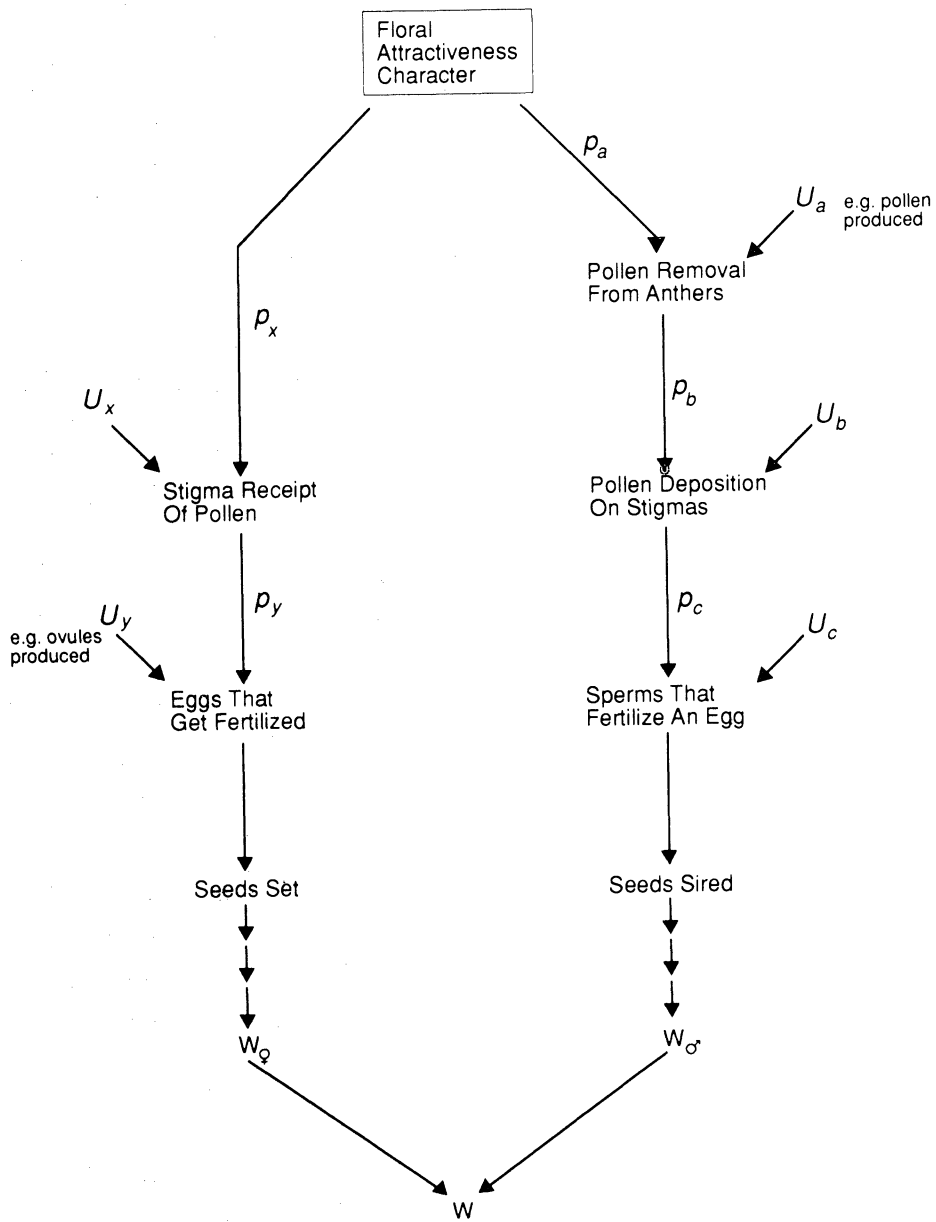 Floral
Attractiveness
Character
p_a
U_a e.g. pollen
produced
Pollen Removal
From Anthers
p_x
p_b
U_x
U_b
Stigma Receipt
Of Pollen
Pollen Deposition
On Stigmas
p_y
p_c
U_y
e.g. ovules
produced
U_c
Eggs That
Get Fertilized
Sperms That
Fertilize An Egg
Seeds Set
Seeds Sired
W♀
W♂
W